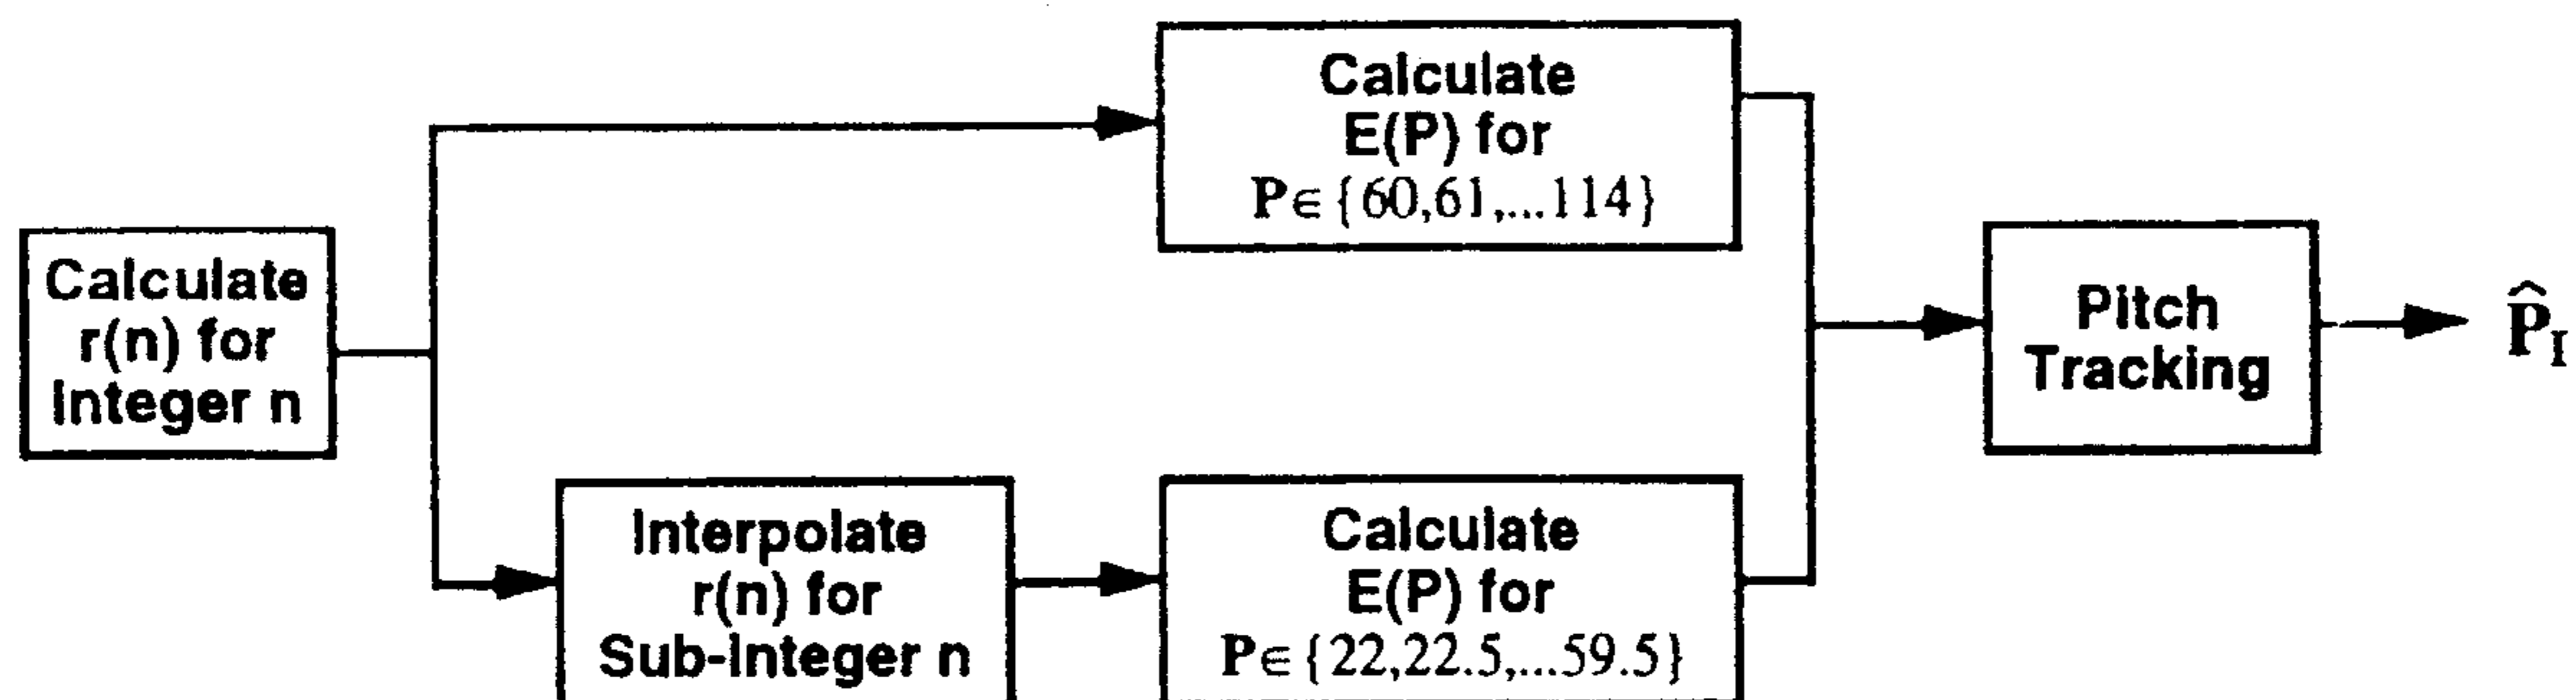 Calculate
r(n) for
Integer n
Calculate
E(P) for
P∈{60,61,...114}
Interpolate
r(n) for
Sub-Integer n
Calculate
E(P) for
P∈{22,22.5,...59.5}
Pitch
Tracking
P̂_I